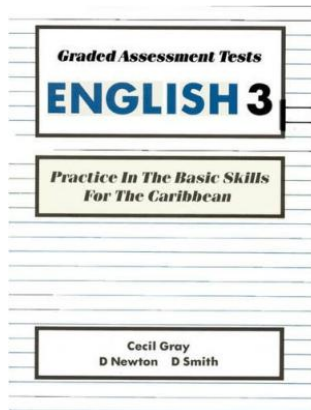 Graded Assessment Tests
ENGLISH 3
Practice In The Basic Skills
For The Caribbean
Cecil Gray
D Newton D Smith